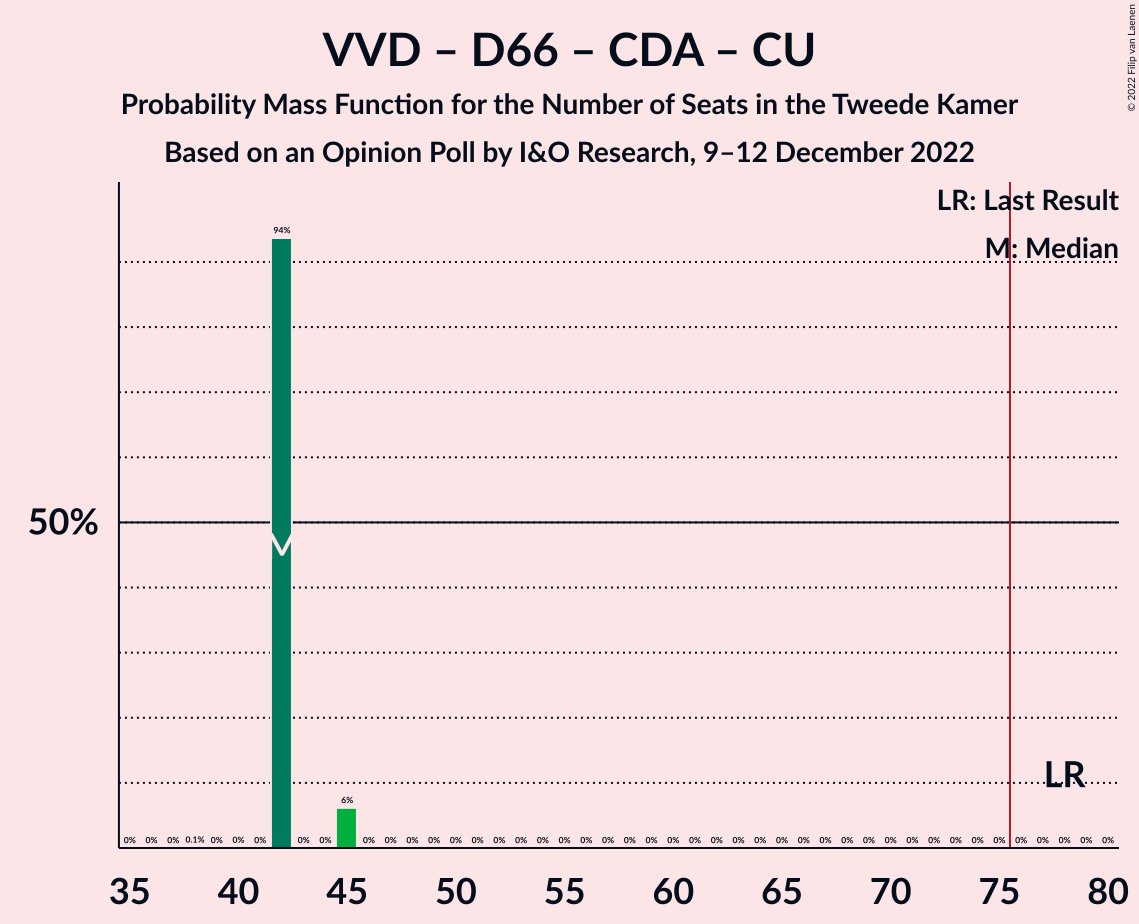 VVD – D66 – CDA – CU
Probability Mass Function for the Number of Seats in the Tweede Kamer
Based on an Opinion Poll by I&O Research, 9–12 December 2022
© 2022 Filip van Laenen
LR: Last Result
M: Median
94%
50%
LR
6%
0% 0% 0% 0.1% 0% 0% 0% 0% 0% 0% 0% 0% 0% 0% 0% 0% 0% 0% 0% 0% 0% 0% 0% 0% 0% 0% 0% 0% 0% 0% 0% 0% 0% 0% 0% 0% 0% 0% 0% 0% 0% 0% 0% 0%
35 40 45 50 55 60 65 70 75 80